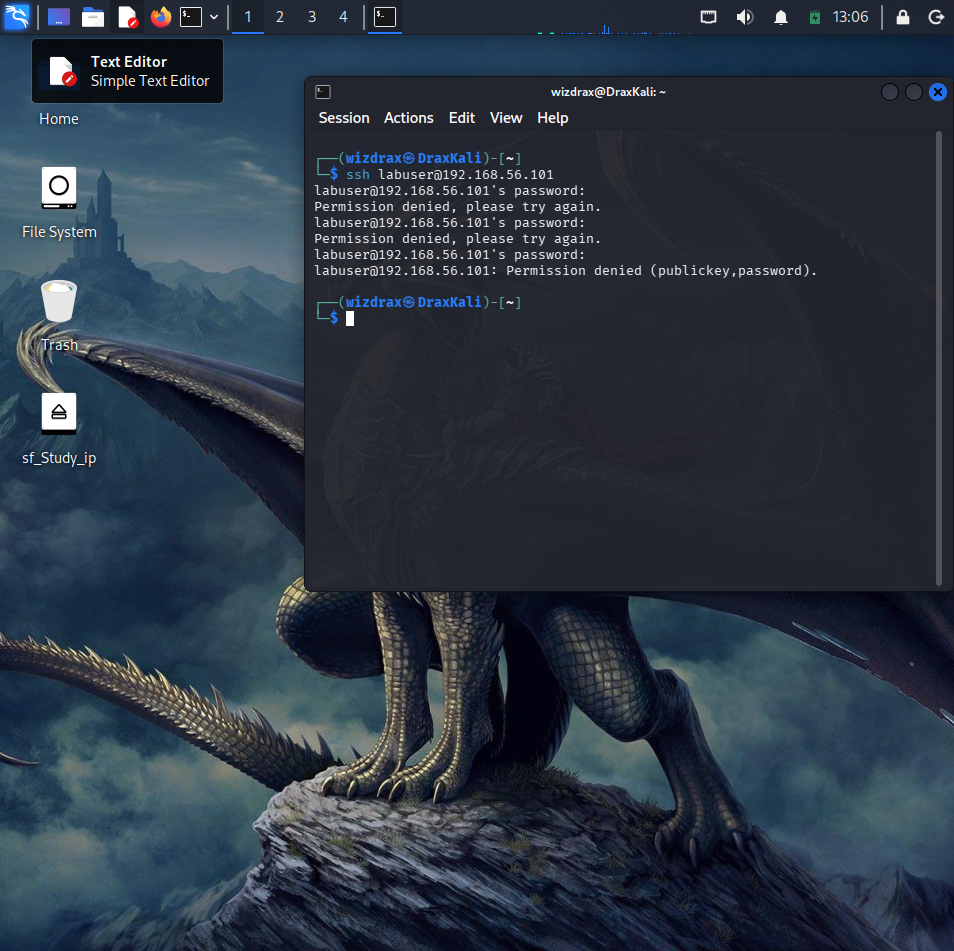 1 2 3 4 13:06
Text Editor
Simple Text Editor
Home
File System
Trash
sf_Study_ip
wizdrax@DraxKali: ~
Session Actions Edit View Help
┌──(wizdrax㉿DraxKali)-[~]
└─$ ssh labuser@192.168.56.101
labuser@192.168.56.101's password:
Permission denied, please try again.
labuser@192.168.56.101's password:
Permission denied, please try again.
labuser@192.168.56.101's password:
labuser@192.168.56.101: Permission denied (publickey,password).
┌──(wizdrax㉿DraxKali)-[~]
└─$